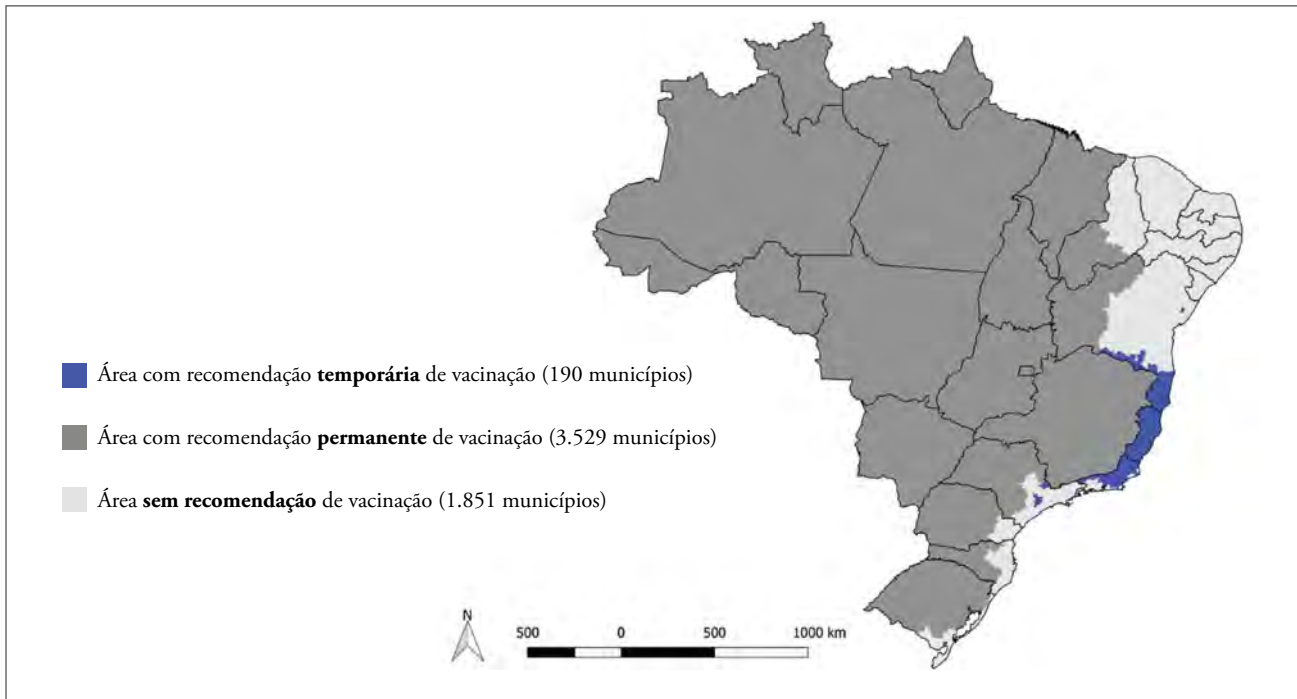 Área com recomendação temporária de vacinação (190 municípios)
Área com recomendação permanente de vacinação (3.529 municípios)
Área sem recomendação de vacinação (1.851 municípios)
N
500 0 500 1000 km